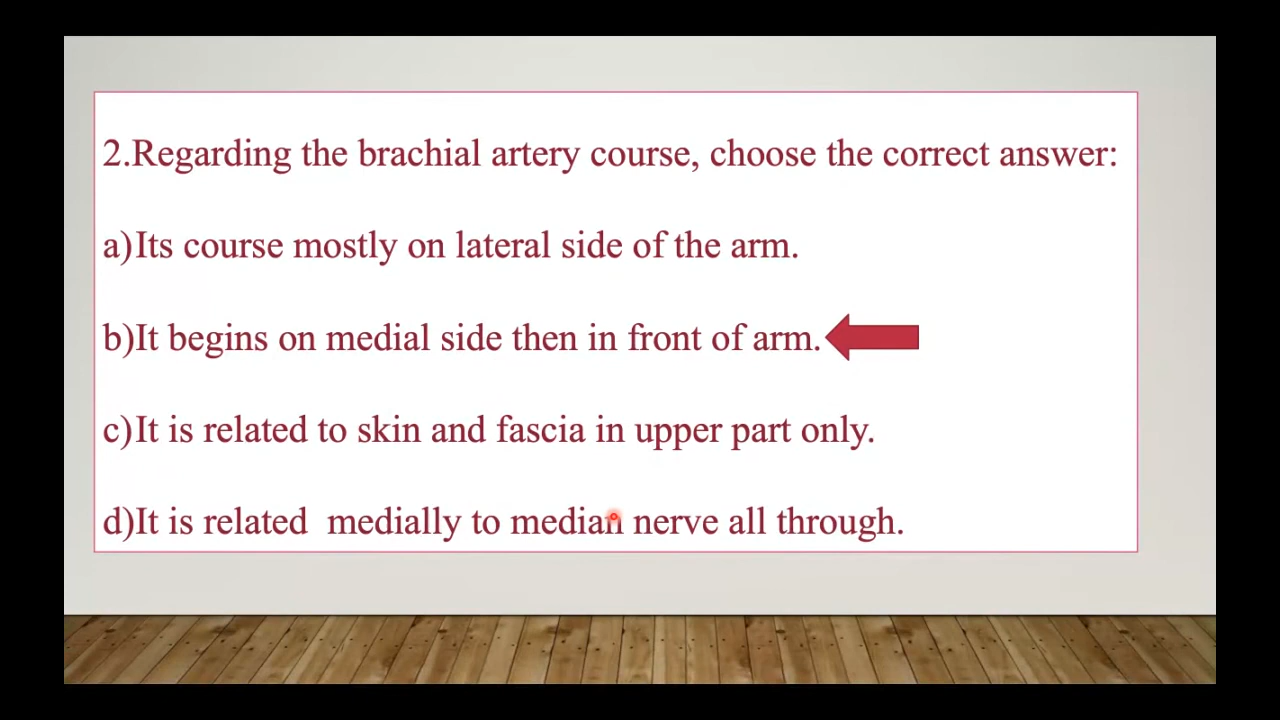 2.Regarding the brachial artery course, choose the correct answer:
a)Its course mostly on lateral side of the arm.
b)It begins on medial side then in front of arm.
c)It is related to skin and fascia in upper part only.
d)It is related  medially to median nerve all through.